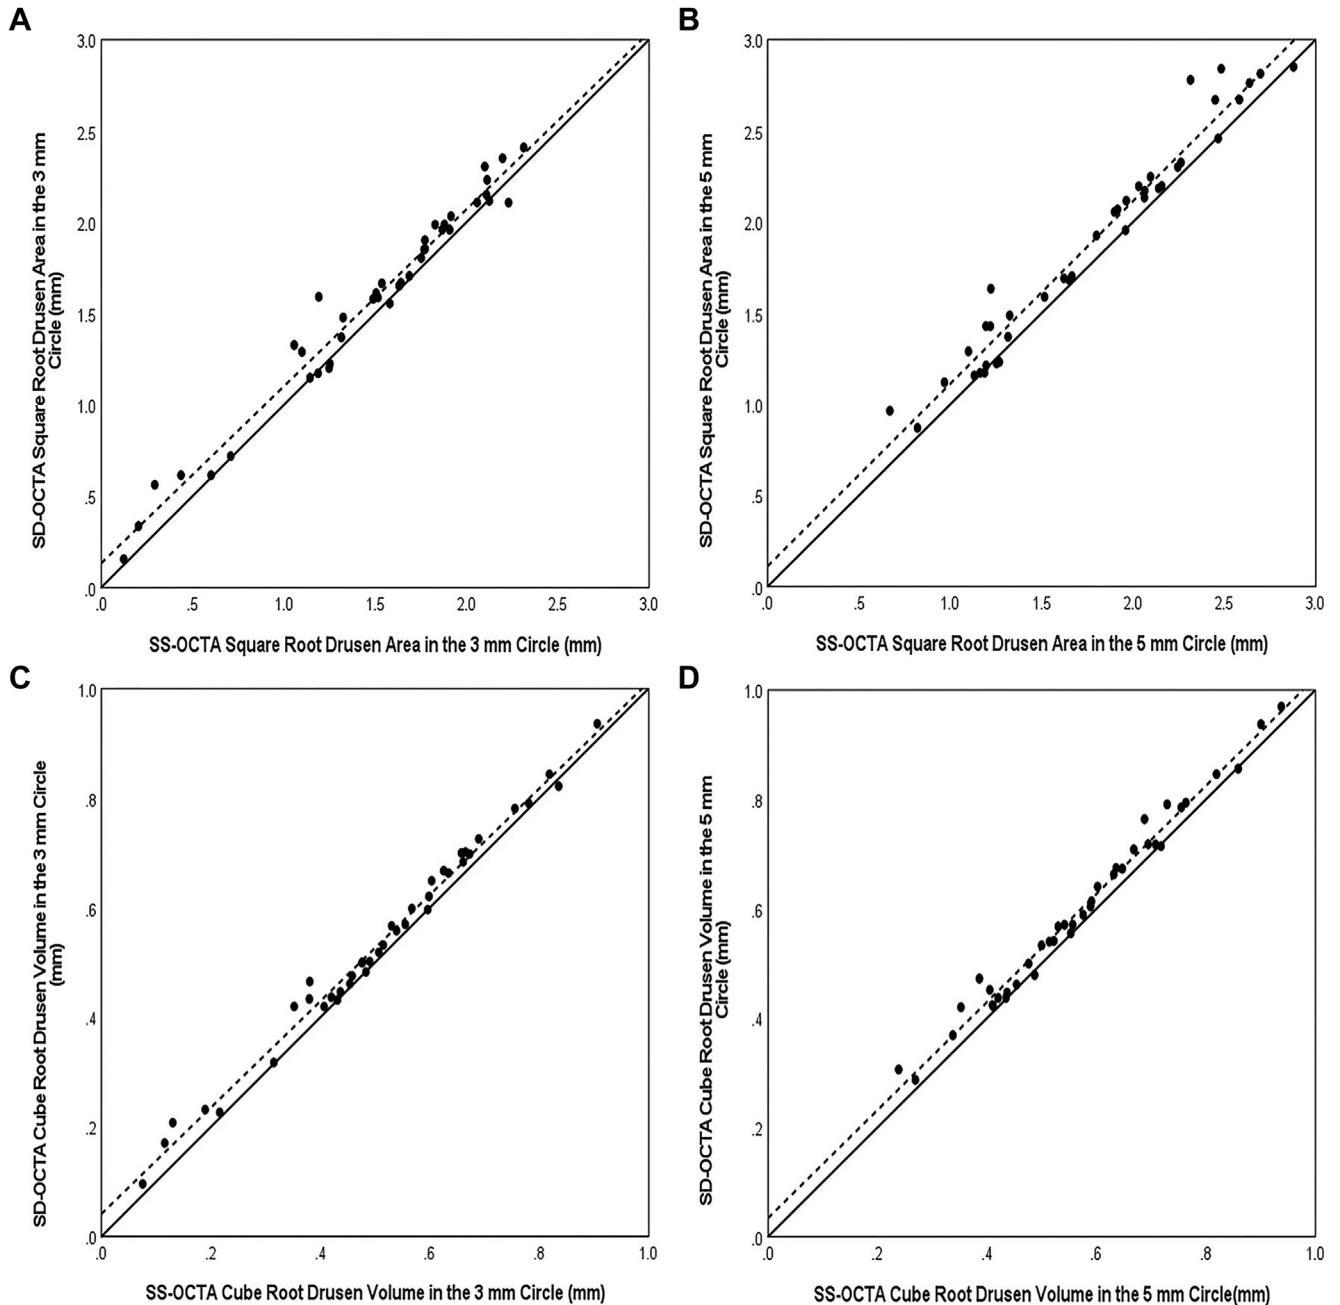 A
3.0
2.5
2.0
1.5
1.0
.5
.0
SD-OCTA Square Root Drusen Area in the 3 mm
Circle (mm)
.0 .5 1.0 1.5 2.0 2.5 3.0
SS-OCTA Square Root Drusen Area in the 3 mm Circle (mm)
B
3.0
2.5
2.0
1.5
1.0
.5
.0
SD-OCTA Square Root Drusen Area in the 5 mm
Circle (mm)
.0 .5 1.0 1.5 2.0 2.5 3.0
SS-OCTA Square Root Drusen Area in the 5 mm Circle (mm)
C
1.0
.8
.6
.4
.2
.0
SD-OCTA Cube Root Drusen Volume in the 3 mm Circle
(mm)
.0 .2 .4 .6 .8 1.0
SS-OCTA Cube Root Drusen Volume in the 3 mm Circle (mm)
D
1.0
.8
.6
.4
.2
.0
SD-OCTA Cube Root Drusen Volume in the 5 mm
Circle (mm)
.0 .2 .4 .6 .8 1.0
SS-OCTA Cube Root Drusen Volume in the 5 mm Circle(mm)